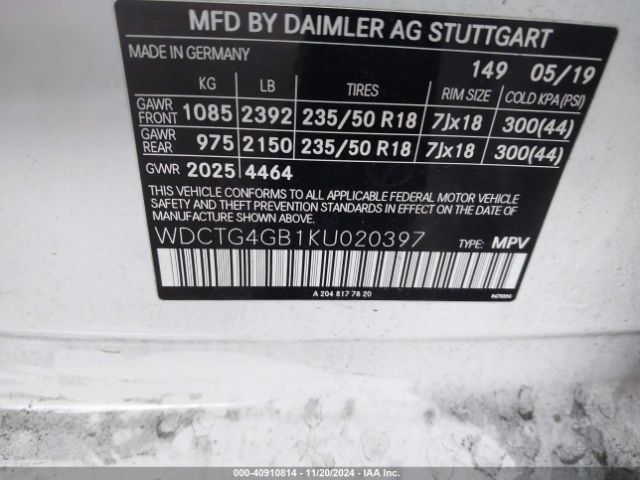 MFD BY DAIMLER AG STUTTGART
MADE IN GERMANY 149 05/19
KG LB TIRES RIM SIZE COLD KPA(PSI)
GAWR FRONT 1085 2392 235/50 R18 7Jx18 300(44)
GAWR REAR 975 2150 235/50 R18 7Jx18 300(44)
GVWR 2025 4464
THIS VEHICLE CONFORMS TO ALL APPLICABLE FEDERAL MOTOR VEHICLE
SAFETY AND THEFT PREVENTION STANDARDS IN EFFECT ON THE DATE
OF MANUFACTURE SHOWN ABOVE.
WDCTG4GB1KU020397 TYPE: MPV
A 204 817 78 20
000-40910814 - 11/20/2024 - IAA Inc.